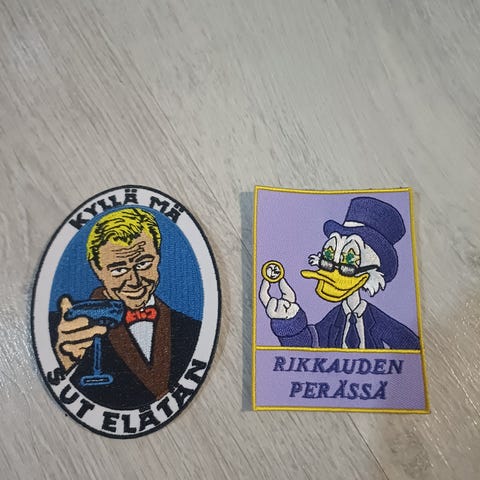 KYLLÄ MÄ
SUT ELÄTÄN
RIKKAUDEN
PERÄSSÄ